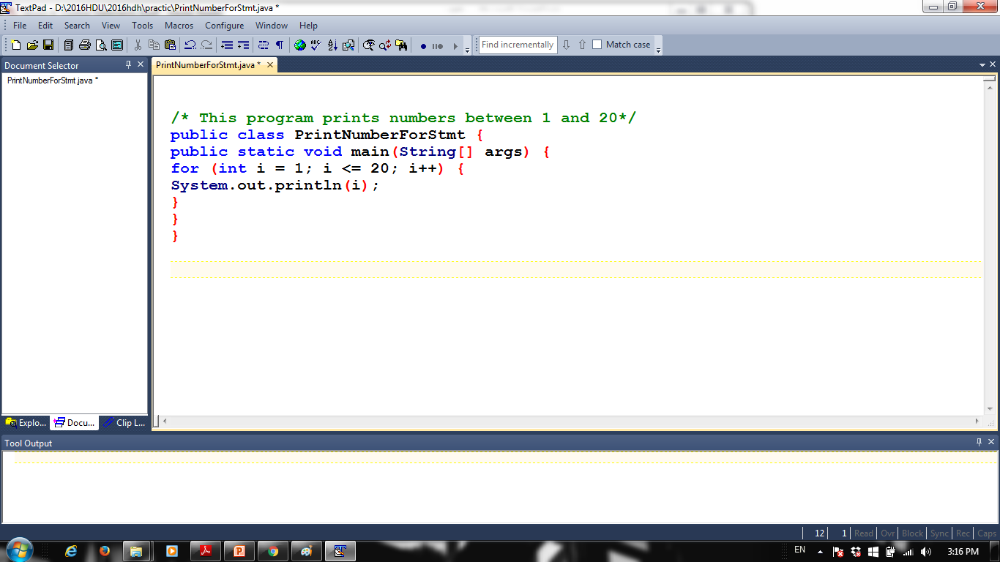 TextPad - D:\2016HDU\2016hdh\practic\PrintNumberForStmt.java *
File Edit Search View Tools Macros Configure Window Help
Find incrementally Match case
Document Selector
PrintNumberForStmt.java *
PrintNumberForStmt.java *
/* This program prints numbers between 1 and 20*/
public class PrintNumberForStmt {
public static void main(String[] args) {
for (int i = 1; i <= 20; i++) {
System.out.println(i);
}
}
}
Explo... Docu... Clip L...
Tool Output
12 1 Read Ovr Block Sync Rec Caps
EN 3:16 PM